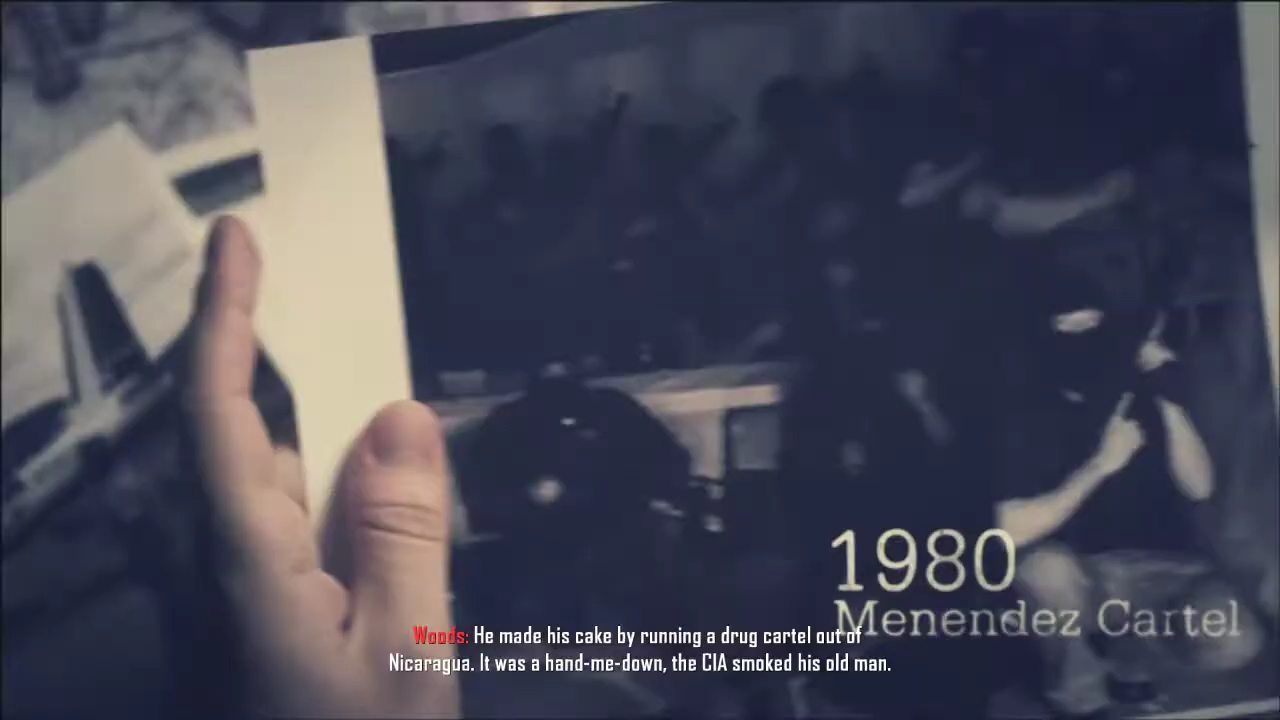 1980
Menendez Cartel
Woods: He made his cake by running a drug cartel out of
Nicaragua. It was a hand-me-down, the CIA smoked his old man.